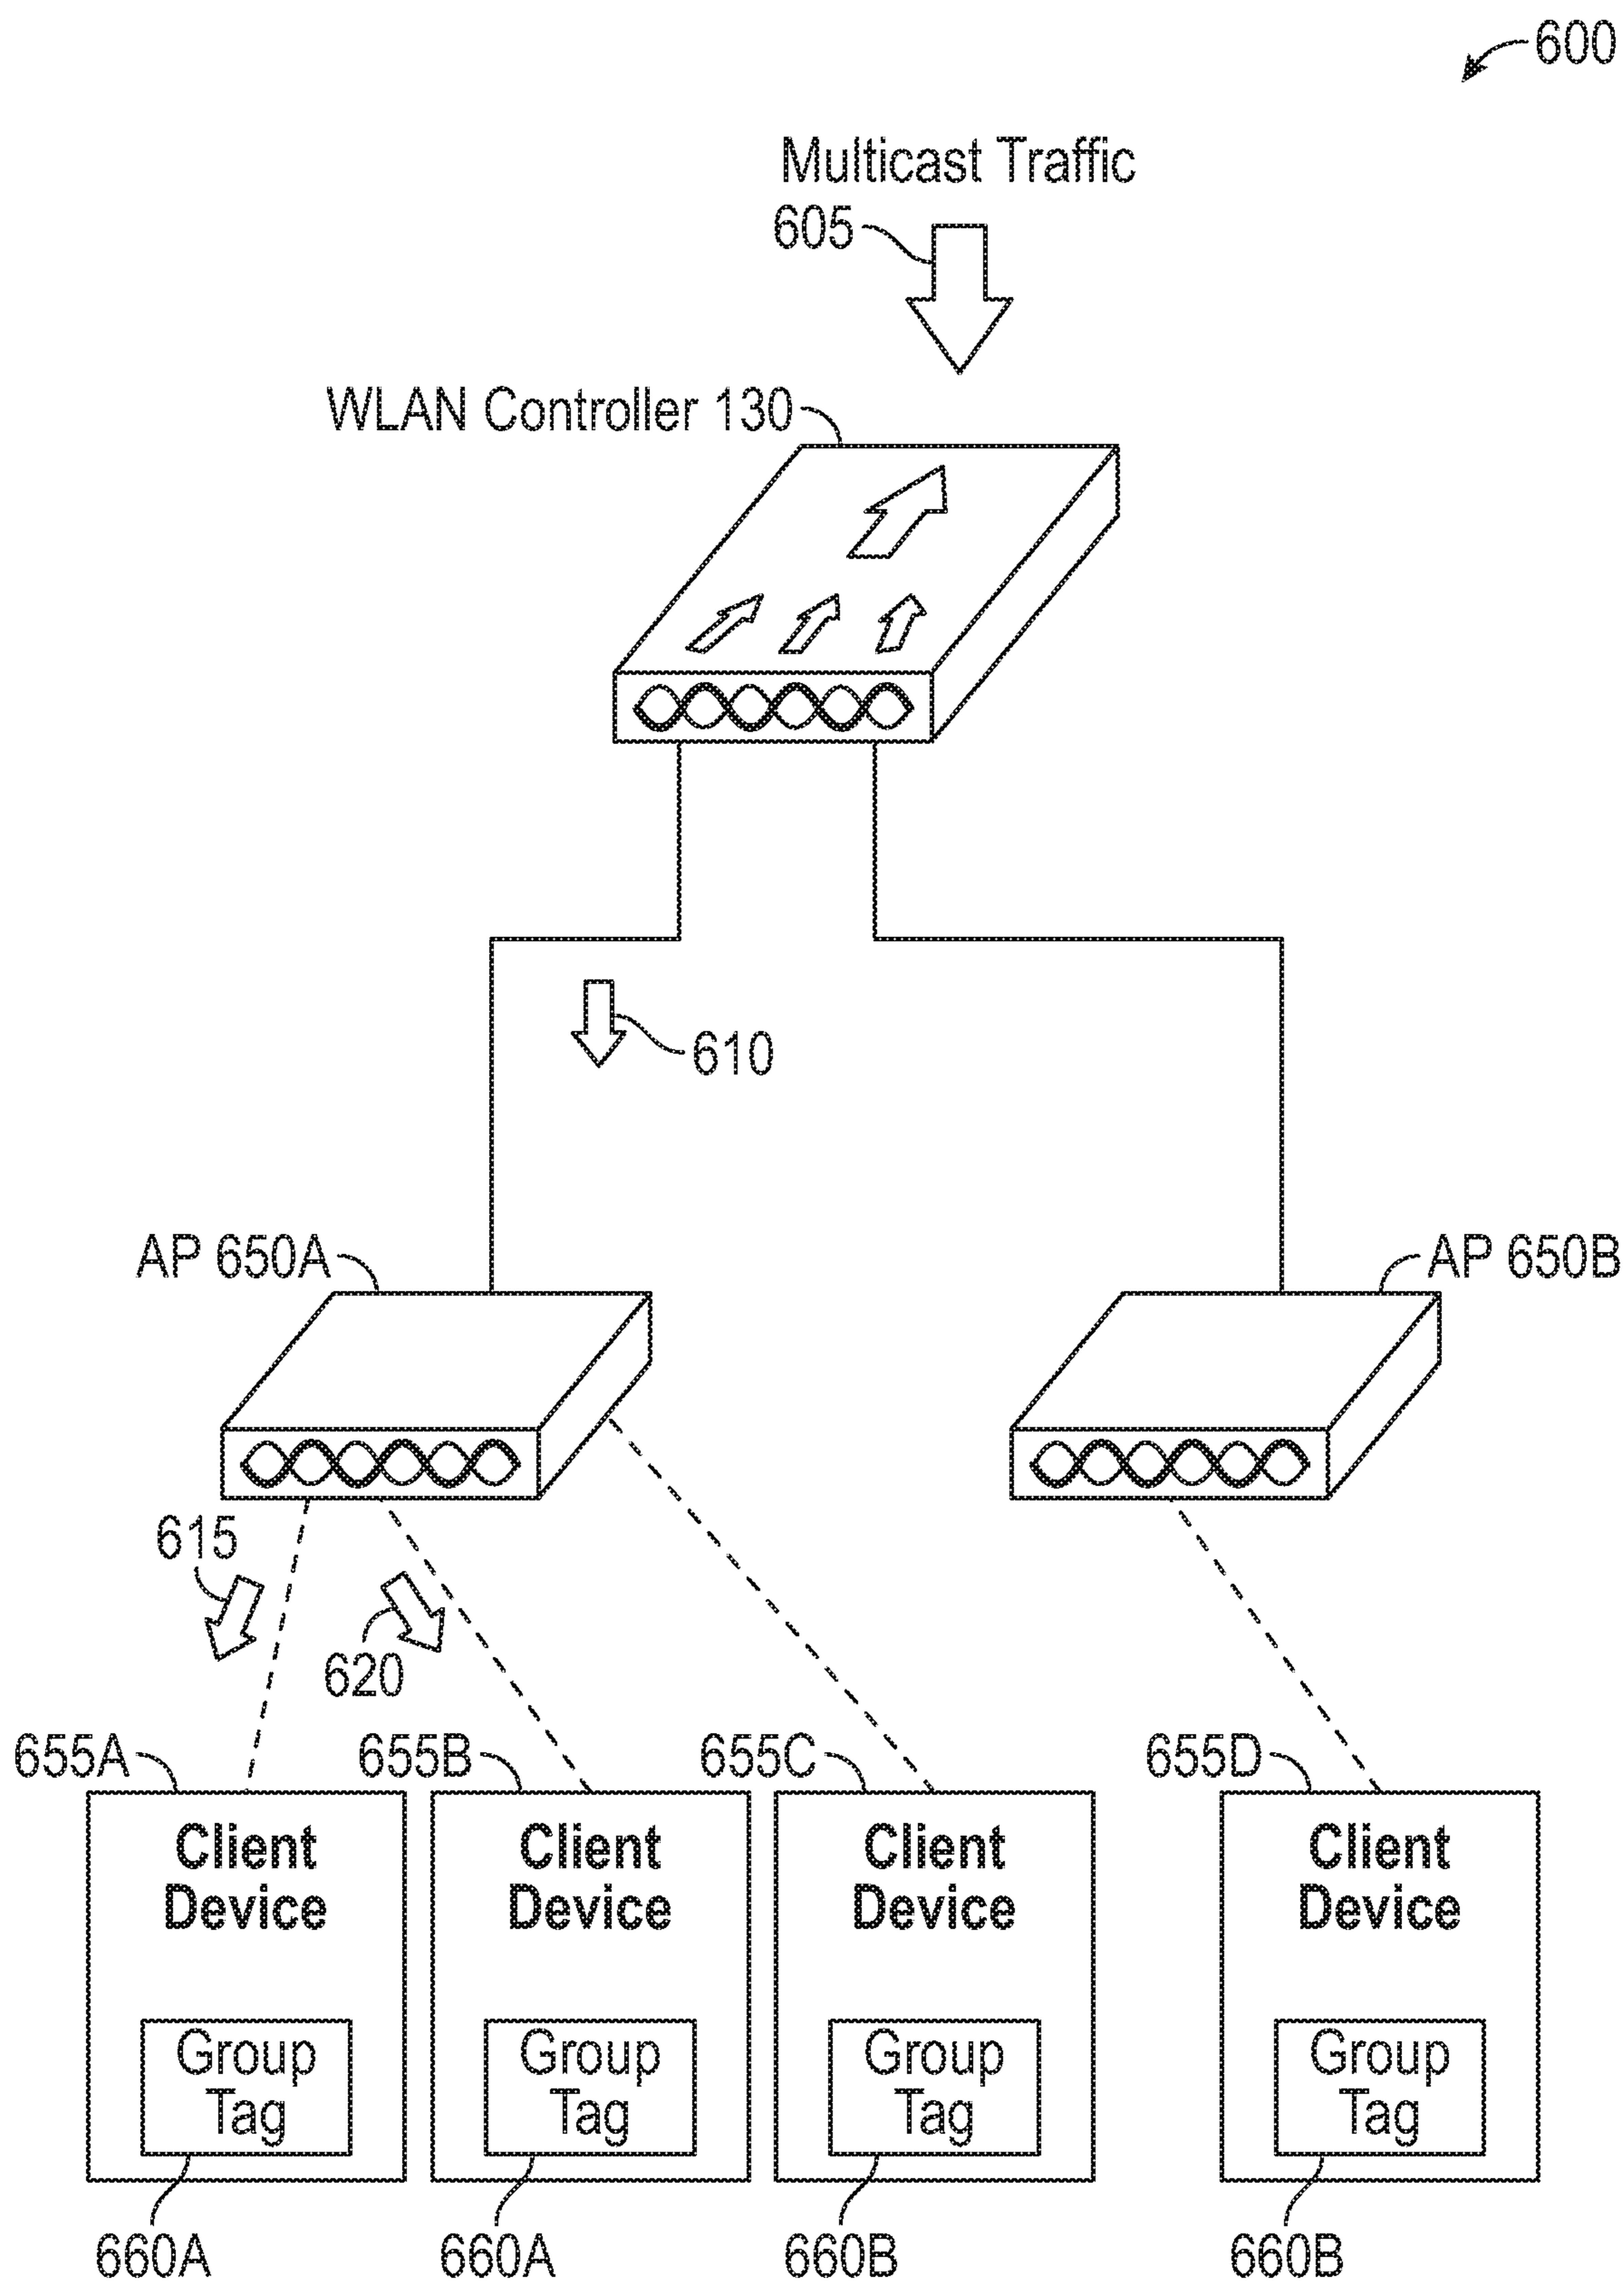 600
Multicast Traffic
605
WLAN Controller 130
610
AP 650A
AP 650B
615
620
655A
655B
655C
655D
Client
Device
Client
Device
Client
Device
Client
Device
Group
Tag
Group
Tag
Group
Tag
Group
Tag
660A
660A
660B
660B